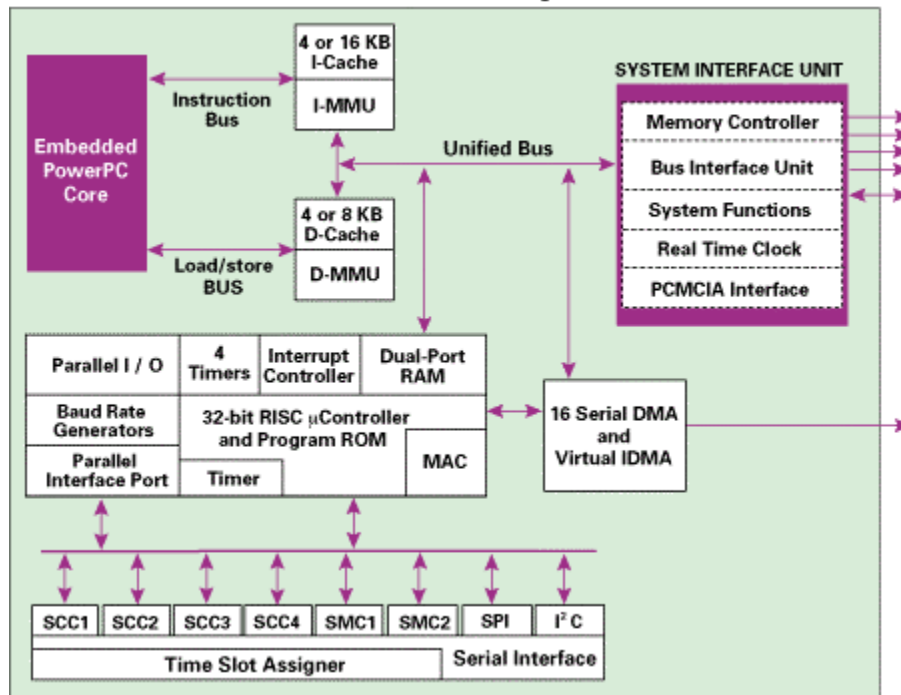 4 or 16 KB
I-Cache
I-MMU
Instruction
Bus
Embedded
PowerPC
Core
Unified Bus
4 or 8 KB
D-Cache
D-MMU
Load/store
BUS
SYSTEM INTERFACE UNIT
Memory Controller
Bus Interface Unit
System Functions
Real Time Clock
PCMCIA Interface
Parallel I / O
4
Timers
Interrupt
Controller
Dual-Port
RAM
Baud Rate
Generators
32-bit RISC μController
and Program ROM
Parallel
Interface Port
Timer
MAC
16 Serial DMA
and
Virtual IDMA
SCC1
SCC2
SCC3
SCC4
SMC1
SMC2
SPI
I² C
Time Slot Assigner
Serial Interface